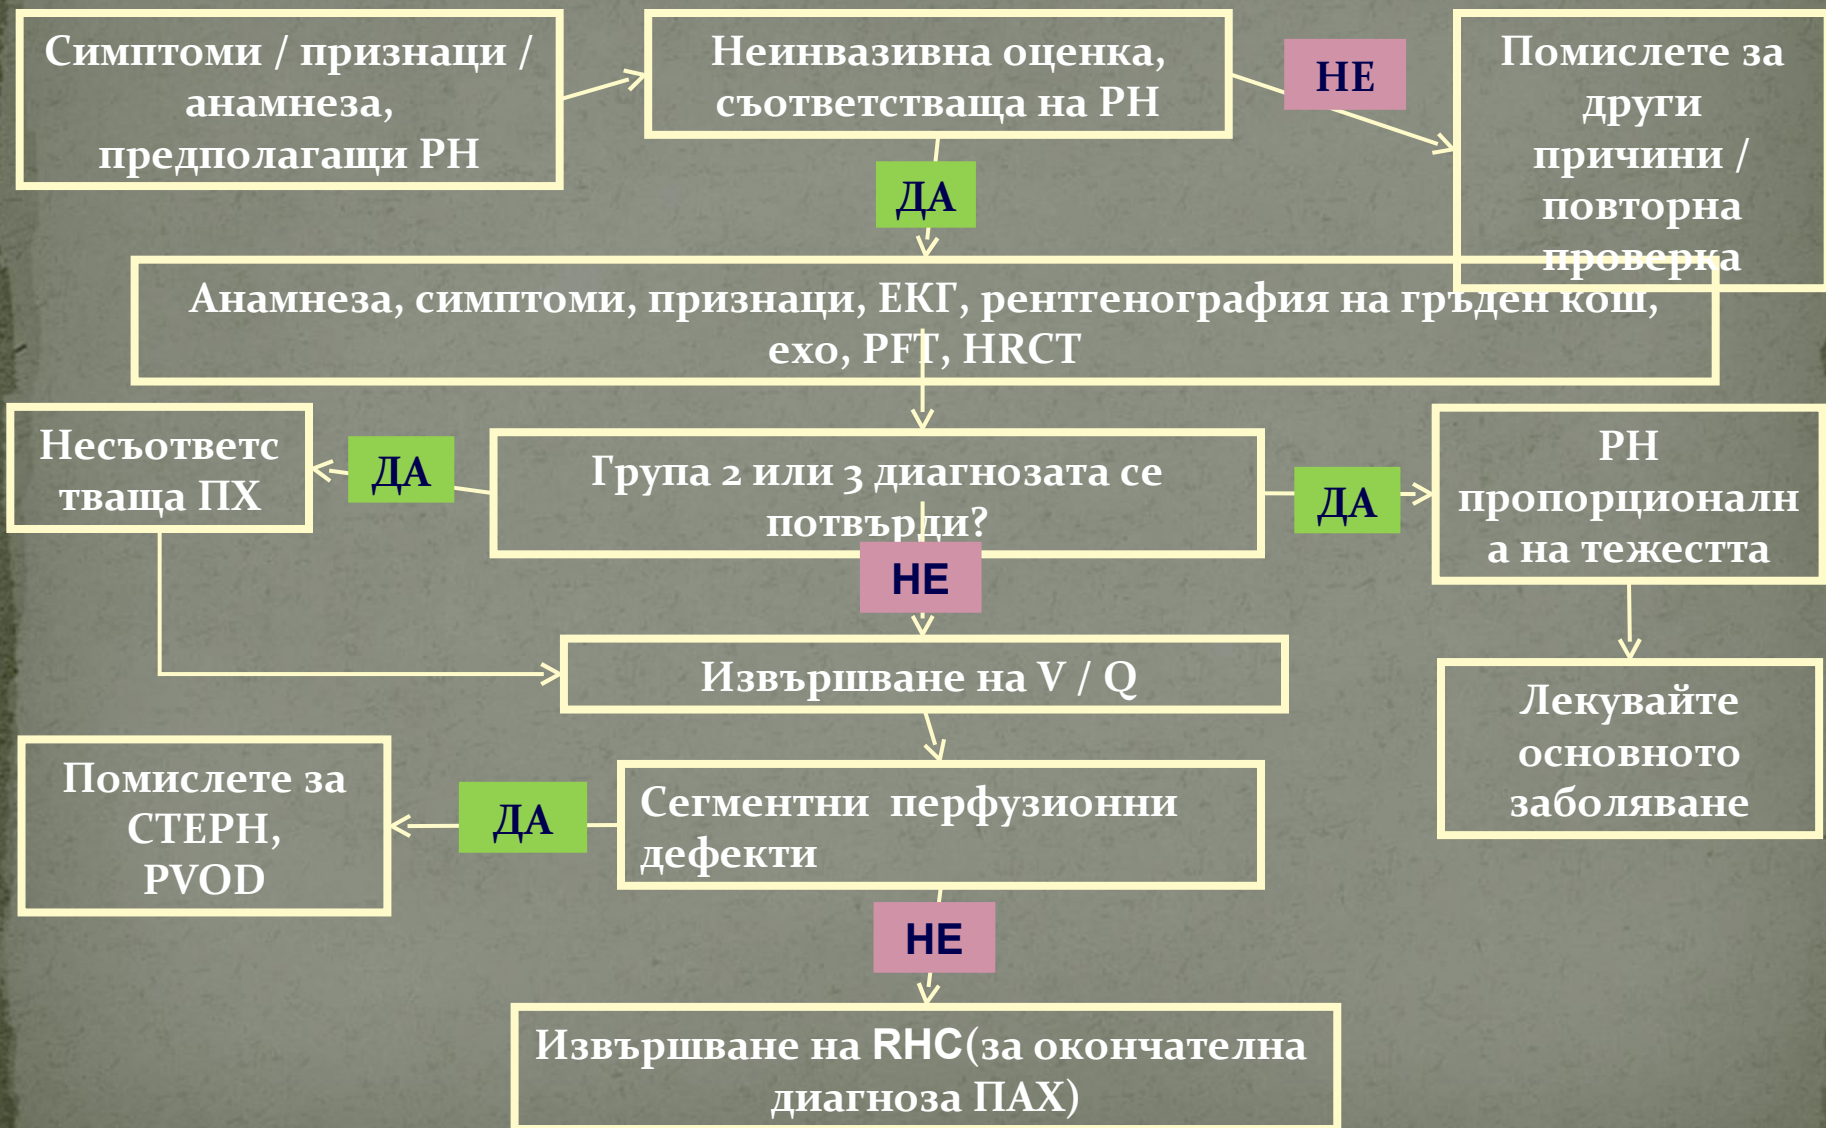 Симптоми / признаци /
анамнеза,
предполагащи PH
Неинвазивна оценка,
съответстваща на PH
НЕ
Помислете за
други
причини /
повторна
проверка
ДА
Анамнеза, симптоми, признаци, ЕКГ, рентгенография на гръден кош,
ехо, PFT, HRCT
Несъответс
тваща ПХ
ДА
Група 2 или 3 диагнозата се
потвърди?
ДА
PH
пропорционалн
а на тежестта
НЕ
Извършване на V / Q
Лекувайте
основното
заболяване
Помислете за
CTEPH,
PVOD
ДА
Сегментни перфузионни
дефекти
НЕ
Извършване на RHC(за окончателна
диагноза ПАХ)